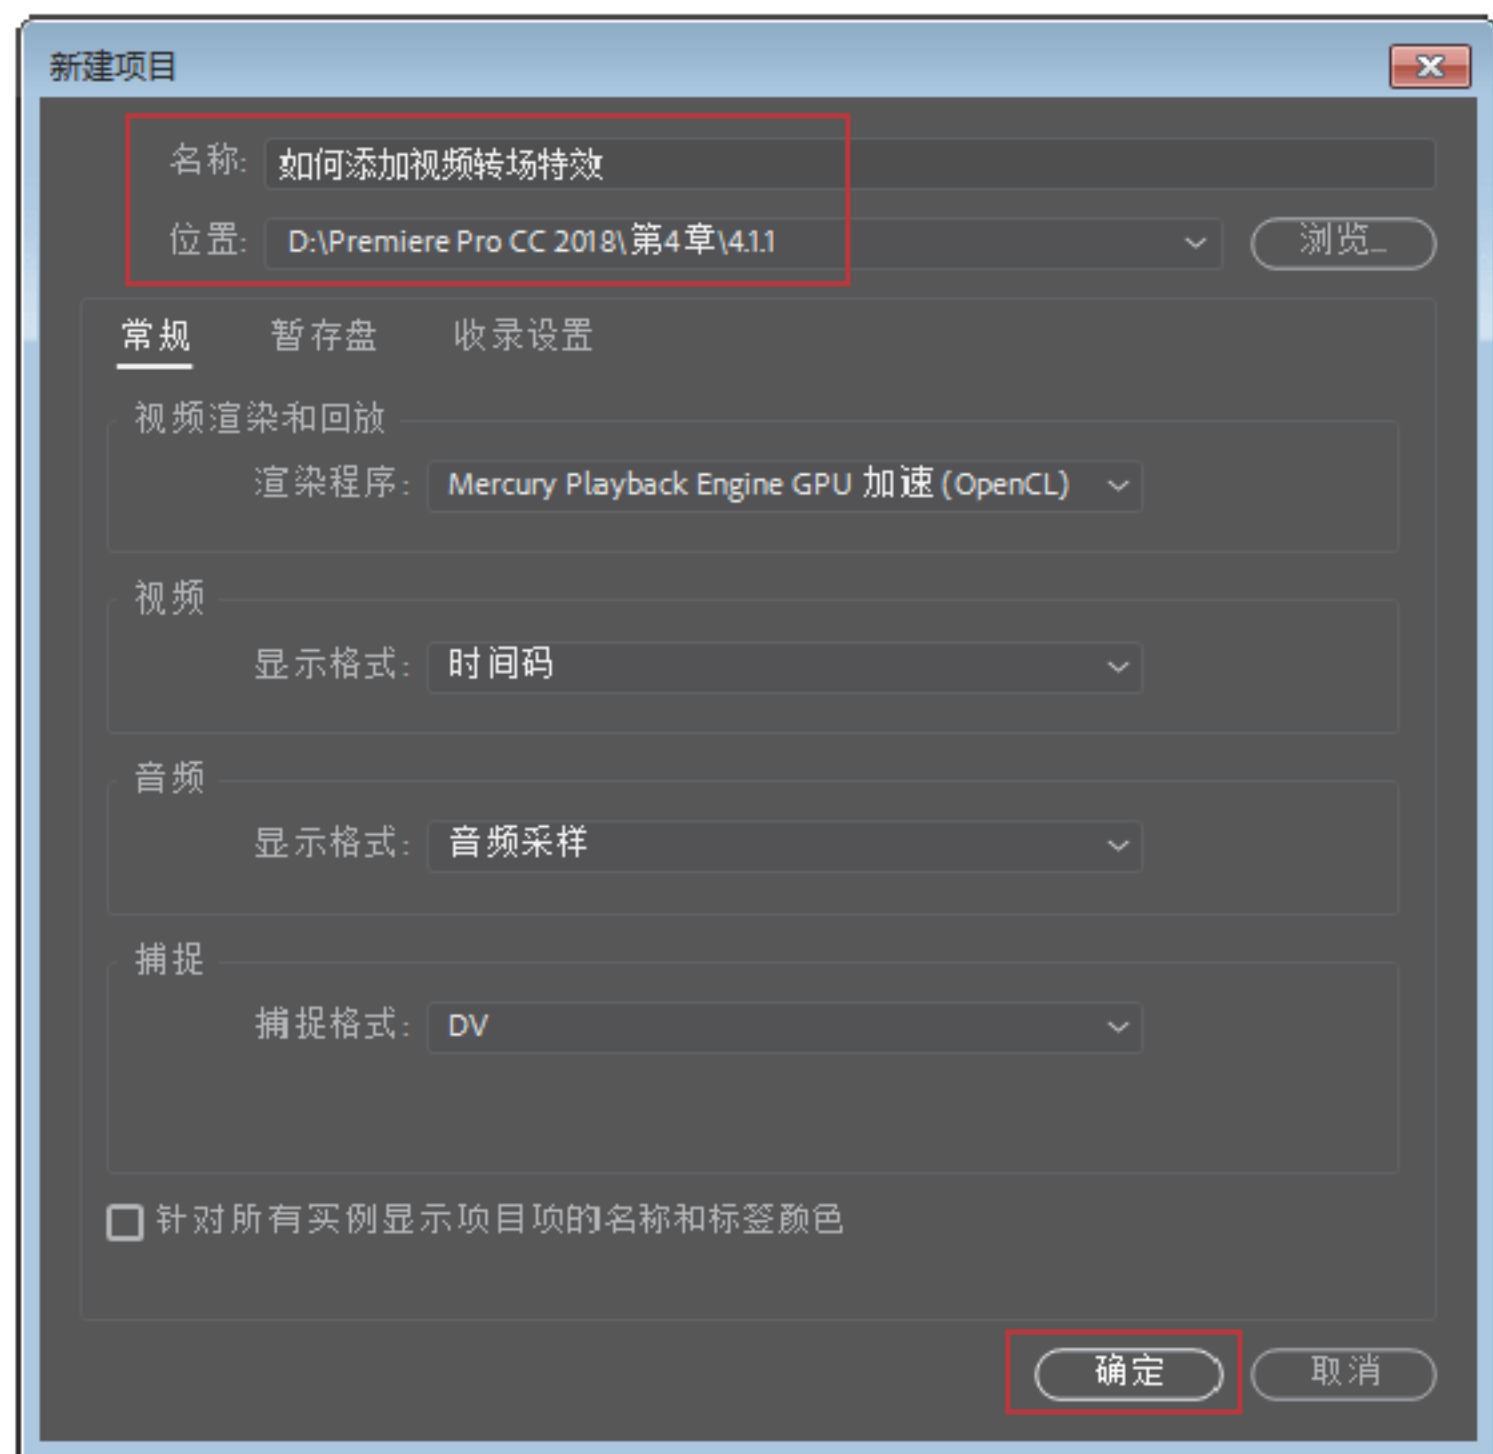 新建项目
名称: 如何添加视频转场特效
位置: D:\Premiere Pro CC 2018\第4章\4.1.1 浏览...
常规 暂存盘 收录设置
视频渲染和回放
渲染程序: Mercury Playback Engine GPU 加速 (OpenCL)
视频
显示格式: 时间码
音频
显示格式: 音频采样
捕捉
捕捉格式: DV
针对所有实例显示项目项的名称和标签颜色
确定 取消